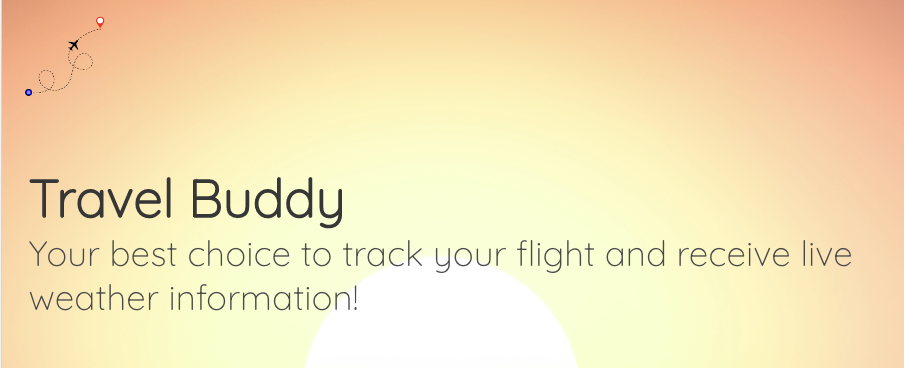 Travel Buddy
Your best choice to track your flight and receive live
weather information!